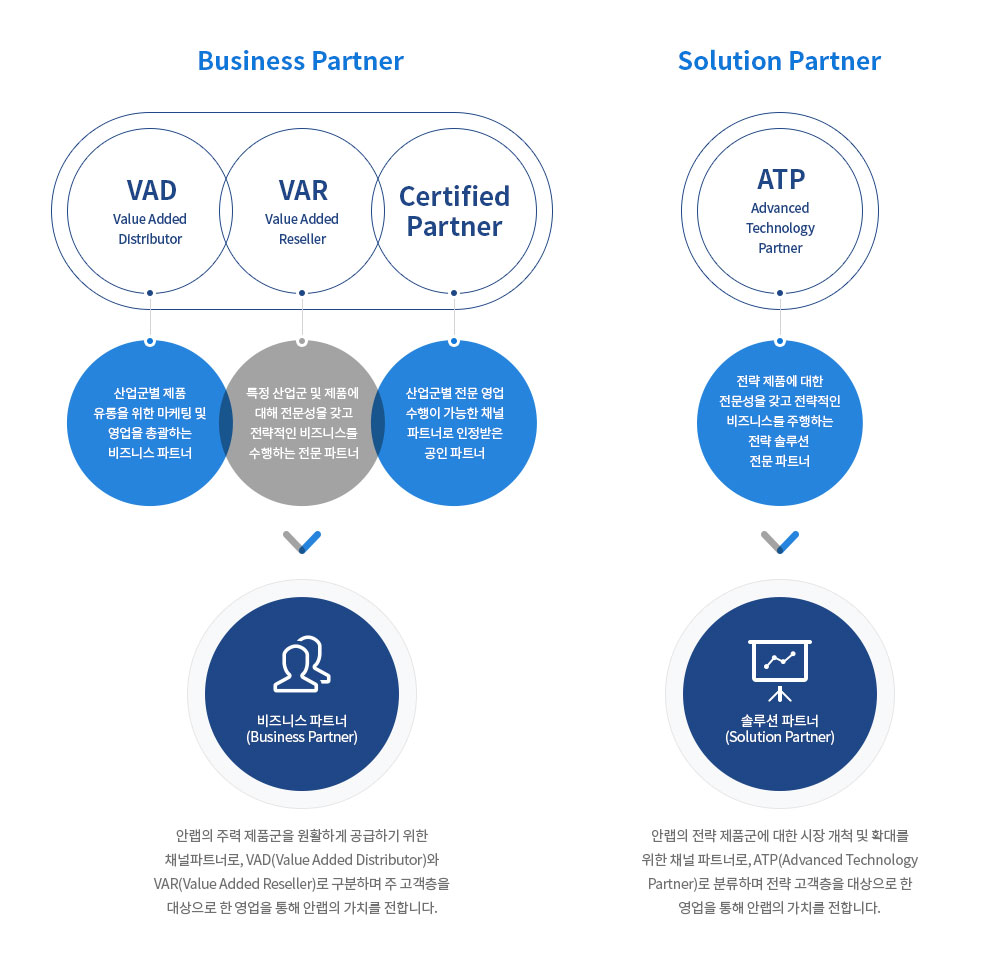 Business Partner
VAD
Value Added
Distributor
VAR
Value Added
Reseller
Certified
Partner
산업군별 제품
유통을 위한 마케팅 및
영업을 총괄하는
비즈니스 파트너
특정 산업군 및 제품에
대해 전문성을 갖고
전략적인 비즈니스를
수행하는 전문 파트너
산업군별 전문 영업
수행이 가능한 채널
파트너로 인정받은
공인 파트너
비즈니스 파트너
(Business Partner)
안랩의 주력 제품군을 원활하게 공급하기 위한
채널파트너로, VAD(Value Added Distributor)와
VAR(Value Added Reseller)로 구분하며 주 고객층을
대상으로 한 영업을 통해 안랩의 가치를 전합니다.
Solution Partner
ATP
Advanced
Technology
Partner
전략 제품에 대한
전문성을 갖고 전략적인
비즈니스를 주행하는
전략 솔루션
전문 파트너
솔루션 파트너
(Solution Partner)
안랩의 전략 제품군에 대한 시장 개척 및 확대를
위한 채널 파트너로, ATP(Advanced Technology
Partner)로 분류하며 전략 고객층을 대상으로 한
영업을 통해 안랩의 가치를 전합니다.